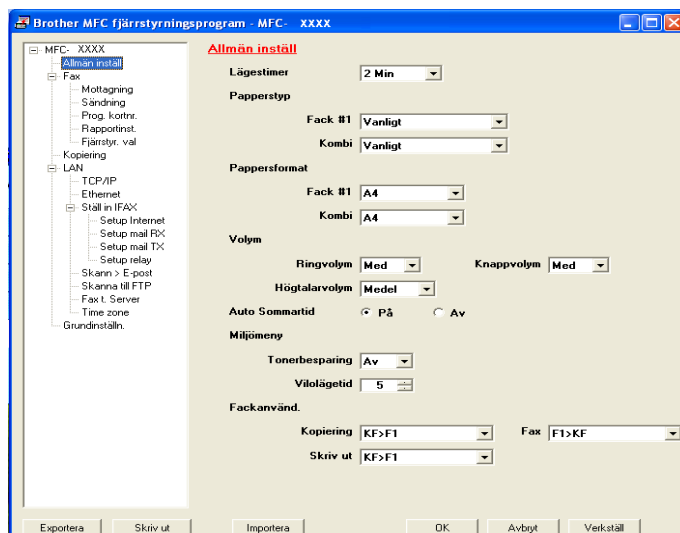 Brother MFC fjärrstyrningsprogram - MFC- XXXX
MFC- XXXX
Allmän inställ
Fax
Mottagning
Sändning
Prog. kortnr.
Rapportinst.
Fjärrstyr. val
Kopiering
LAN
TCP/IP
Ethernet
Ställ in IFAX
Setup Internet
Setup mail RX
Setup mail TX
Setup relay
Skann > E-post
Skanna till FTP
Fax t. Server
Time zone
Grundinställn.
Allmän inställ
Lägestimer 2 Min
Papperstyp
Fack #1 Vanligt
Kombi Vanligt
Pappersformat
Fack #1 A4
Kombi A4
Volym
Ringvolym Med Knappvolym Med
Högtalarvolym Medel
Auto Sommartid På Av
Miljömeny
Tonerbesparing Av
Vilolägetid 5
Fackanvänd.
Kopiering KF>F1 Fax F1>KF
Skriv ut KF>F1
Exportera Skriv ut Importera OK Avbryt Verkställ